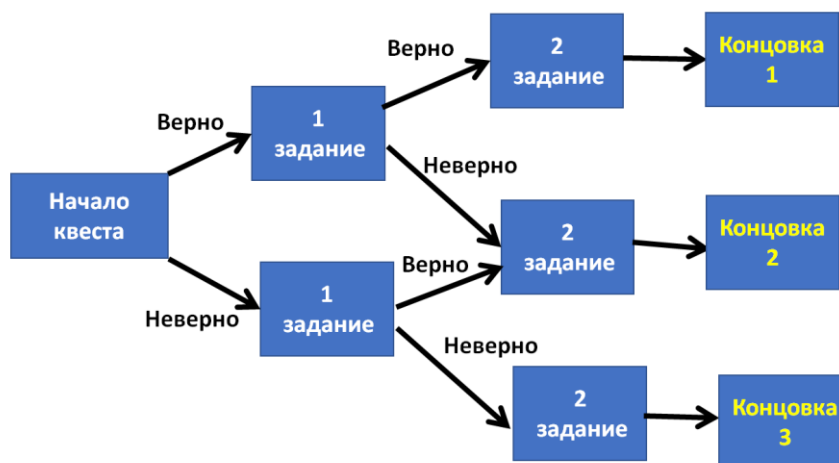 Верно
2
задание
Концовка
1
Верно
1
задание
Неверно
Начало
квеста
2
задание
Концовка
2
Верно
Неверно
1
задание
Неверно
2
задание
Концовка
3